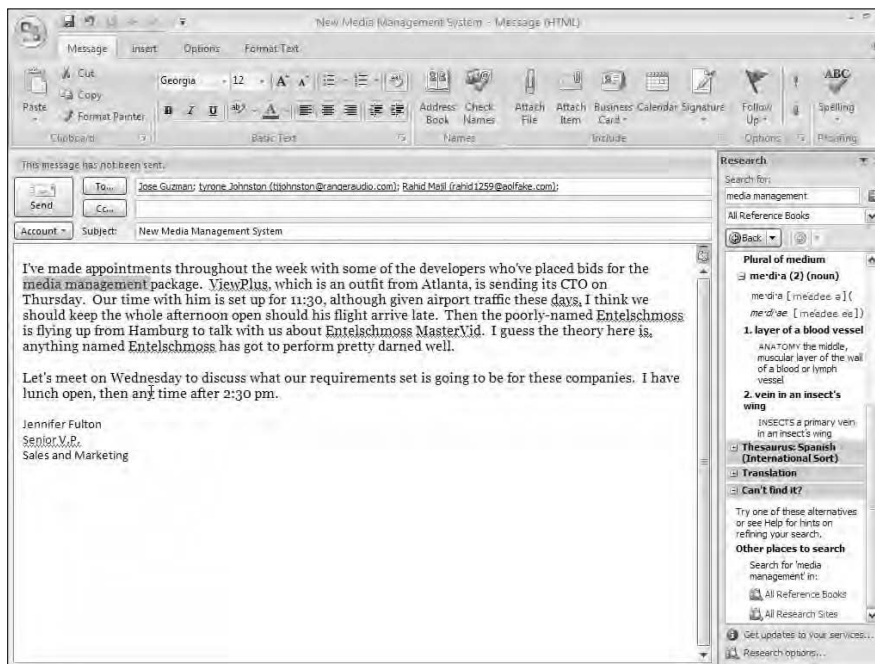 New Media Management System - Message (HTML)
Message Insert Options Format Text
Cut
Copy
Format Painter
Paste
Clipboard
Georgia 12
Basic Text
Address Book
Check Names
Names
Attach File
Attach Item
Business Card
Calendar
Signature
Include
Follow Up
Options
ABC
Spelling
Proofing
This message has not been sent.
Send
To... Jose Guzman; tyrone Johnston (tijohnston@rangeraudio.com); Rahid Malil (rahid1259@aolfake.com);
Cc...
Account Subject: New Media Management System
I've made appointments throughout the week with some of the developers who've placed bids for the
media management package. ViewPlus, which is an outfit from Atlanta, is sending its CTO on
Thursday. Our time with him is set up for 11:30, although given airport traffic these days, I think we
should keep the whole afternoon open should his flight arrive late. Then the poorly-named Entelschmoss
is flying up from Hamburg to talk with us about Entelschmoss MasterVid. I guess the theory here is,
anything named Entelschmoss has got to perform pretty darned well.
Let's meet on Wednesday to discuss what our requirements set is going to be for these companies. I have
lunch open, then any time after 2:30 pm.
Jennifer Fulton
Senior V.P.
Sales and Marketing
Research
Search for:
media management
All Reference Books
Back
Plural of medium
me·di·a (2) (noun)
me·di·a [ meedee a ](
me·di·ae [ meedee ee])
1. layer of a blood vessel
ANATOMY the middle,
muscular layer of the wall
of a blood or lymph
vessel
2. vein in an insect's
wing
INSECTS a primary vein
in an insect's wing
Thesaurus: Spanish
(International Sort)
Translation
Can't find it?
Try one of these alternatives
or see Help for hints on
refining your search.
Other places to search
Search for 'media
management' in:
All Reference Books
All Research Sites
Get updates to your services...
Research options...